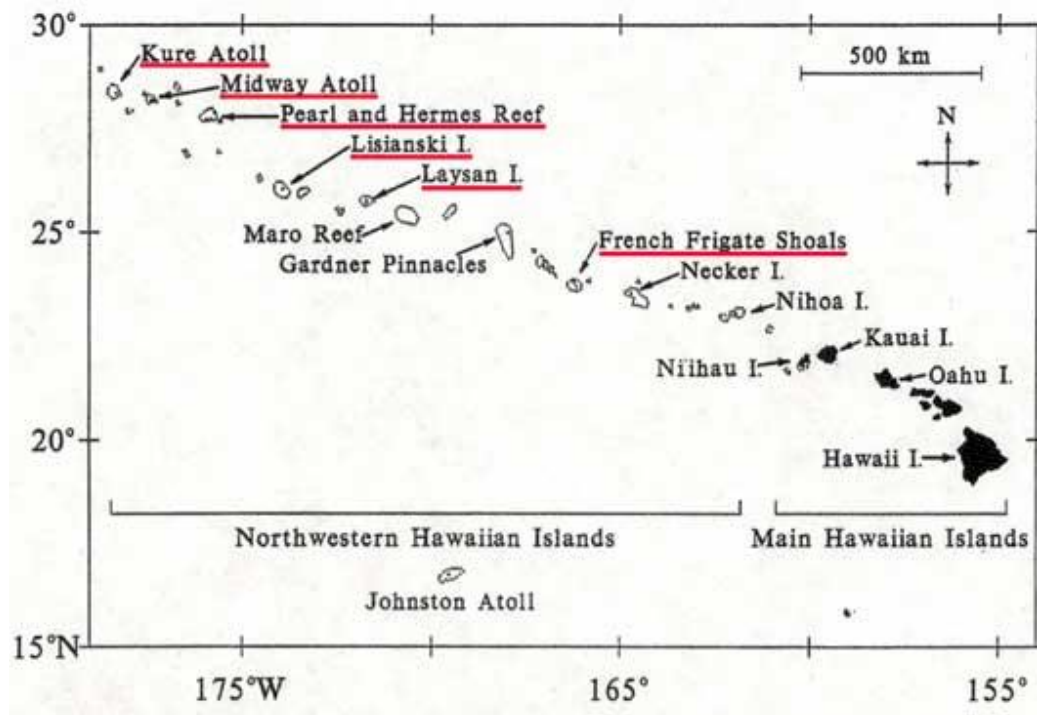 30°
500 km
Kure Atoll
Midway Atoll
N
Pearl and Hermes Reef
Lisianski I.
Laysan I.
25°
Maro Reef
French Frigate Shoals
Gardner Pinnacles
Necker I.
Nihoa I.
Kauai I.
Niihau I.
Oahu I.
20°
Hawaii I.
Northwestern Hawaiian Islands
Main Hawaiian Islands
Johnston Atoll
15°N
175°W
165°
155°